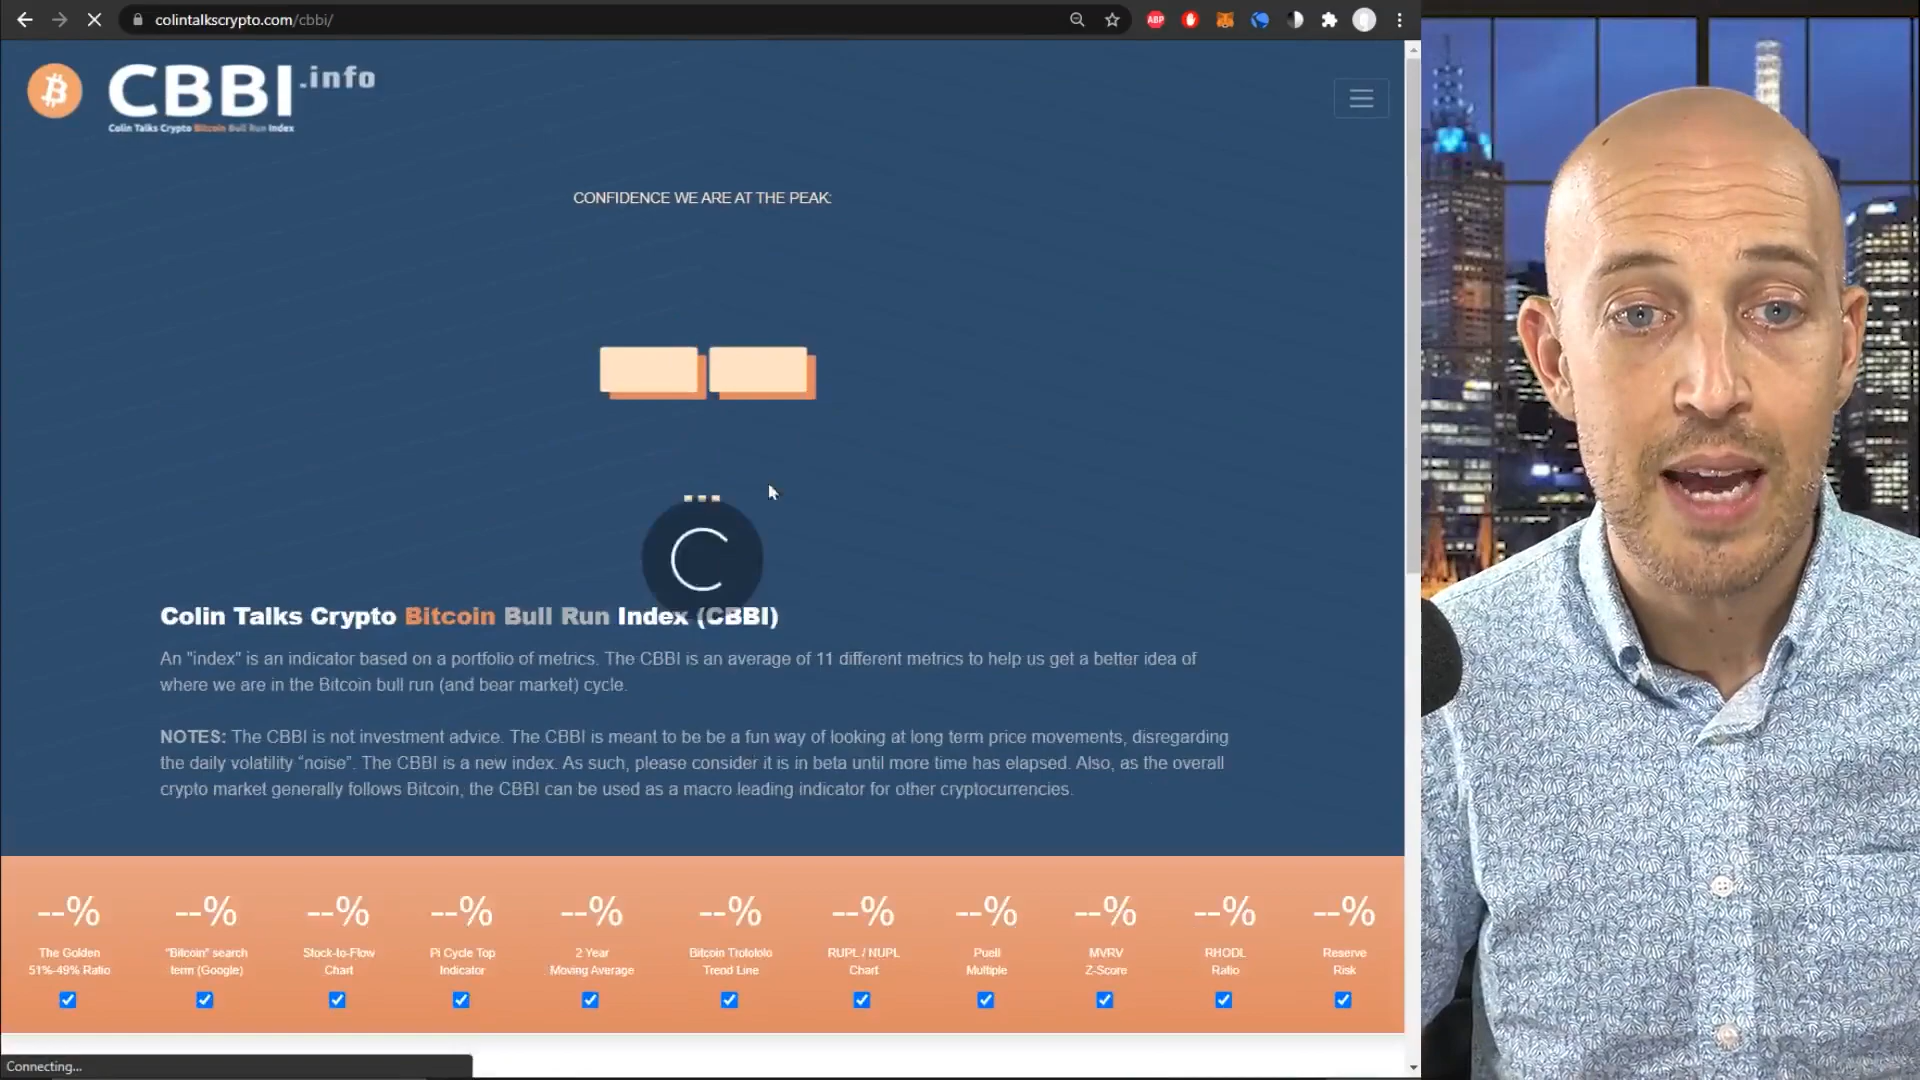 colintalkscrypto.com/cbbi/
ABP
CBBI.info
Colin Talks Crypto Bitcoin Bull Run Index
CONFIDENCE WE ARE AT THE PEAK:
...
Colin Talks Crypto Bitcoin Bull Run Index (CBBI)
An "index" is an indicator based on a portfolio of metrics. The CBBI is an average of 11 different metrics to help us get a better idea of
where we are in the Bitcoin bull run (and bear market) cycle.
NOTES: The CBBI is not investment advice. The CBBI is meant to be be a fun way of looking at long term price movements, disregarding
the daily volatility “noise”. The CBBI is a new index. As such, please consider it is in beta until more time has elapsed. Also, as the overall
crypto market generally follows Bitcoin, the CBBI can be used as a macro leading indicator for other cryptocurrencies.
--% --% --% --% --% --% --% --% --% --% --%
The Golden
51%-49% Ratio
"Bitcoin" search
term (Google)
Stock-to-Flow
Chart
Pi Cycle Top
Indicator
2 Year
Moving Average
Bitcoin Trolololo
Trend Line
RUPL / NUPL
Chart
Puell
Multiple
MVRV
Z-Score
RHODL
Ratio
Reserve
Risk
Connecting...